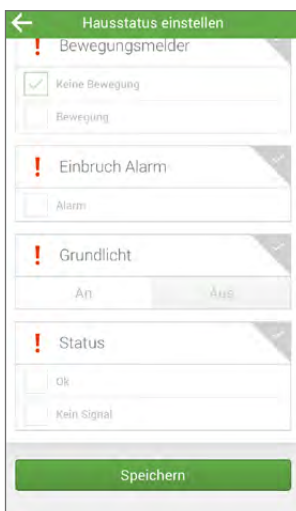 Hausstatus einstellen
! Bewegungsmelder
Keine Bewegung
Bewegung
! Einbruch Alarm
Alarm
! Grundlicht
An Aus
! Status
Ok
Kein Signal
Speichern